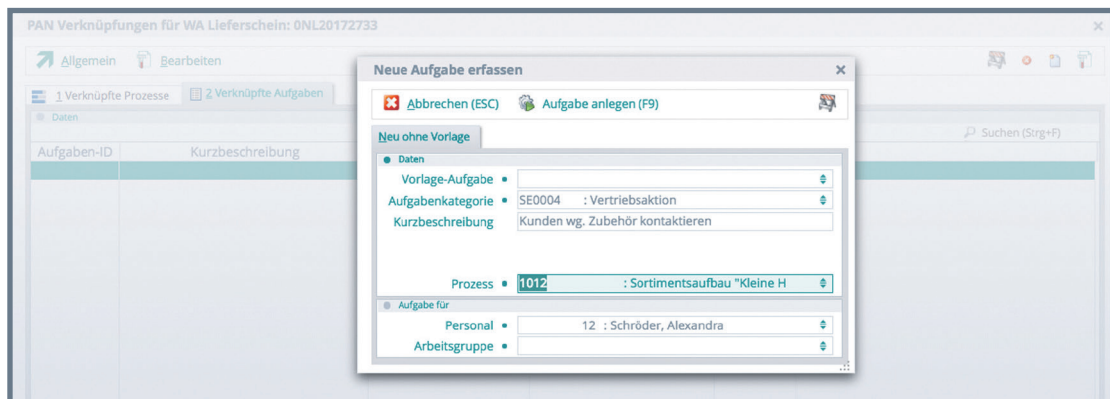 PAN Verknüpfungen für WA Lieferschein: 0NL20172733
Allgemein Bearbeiten
1 Verknüpfte Prozesse 2 Verknüpfte Aufgaben
Daten
Suchen (Strg+F)
Aufgaben-ID Kurzbeschreibung
Neue Aufgabe erfassen
Abbrechen (ESC) Aufgabe anlegen (F9)
Neu ohne Vorlage
Daten
Vorlage-Aufgabe
Aufgabenkategorie SE0004 : Vertriebsaktion
Kurzbeschreibung Kunden wg. Zubehör kontaktieren
Prozess 1012 : Sortimentsaufbau "Kleine H
Aufgabe für
Personal 12 : Schröder, Alexandra
Arbeitsgruppe